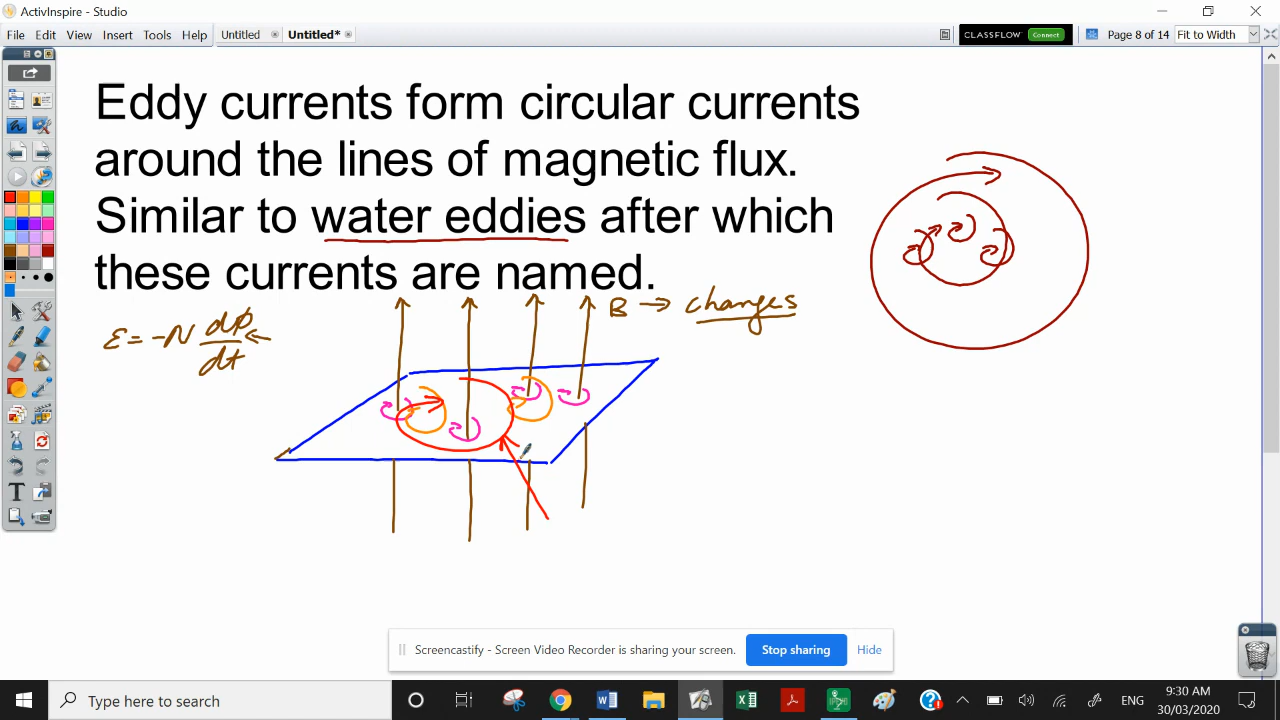 ActivInspire - Studio
File Edit View Insert Tools Help Untitled Untitled* CLASSFLOW Connect Page 8 of 14 Fit to Width
Eddy currents form circular currents
around the lines of magnetic flux.
Similar to water eddies after which
these currents are named.
B → changes
ε = -N dφ/dt ←
Screencastify - Screen Video Recorder is sharing your screen. Stop sharing Hide
Type here to search
ENG
9:30 AM
30/03/2020